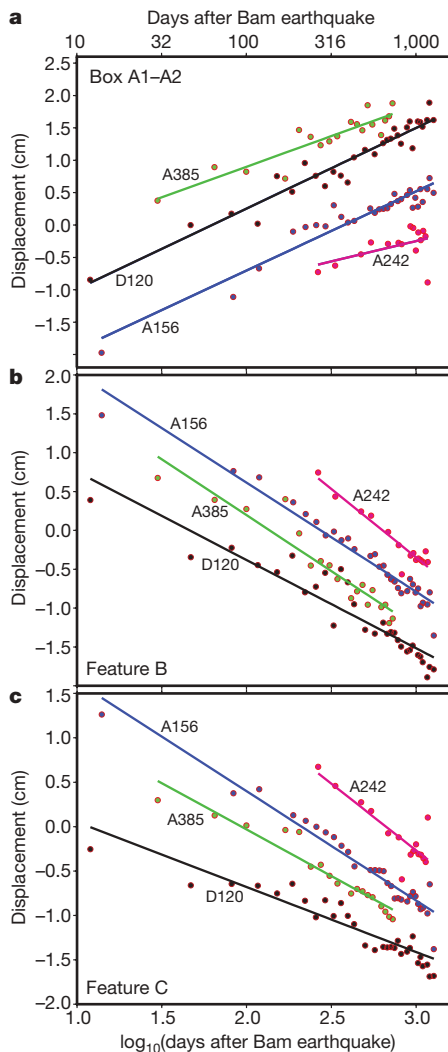 Days after Bam earthquake
10 32 100 316 1,000
a
Box A1–A2
Displacement (cm)
2.5
2.0
1.5
1.0
0.5
0.0
−0.5
−1.0
−1.5
A385
D120
A156
A242
b
Displacement (cm)
2.0
1.5
1.0
0.5
0.0
−0.5
−1.0
−1.5
A156
A242
A385
D120
Feature B
c
Displacement (cm)
1.5
1.0
0.5
0.0
−0.5
−1.0
−1.5
−2.0
A156
A242
A385
D120
Feature C
1.0 1.5 2.0 2.5 3.0
log10(days after Bam earthquake)